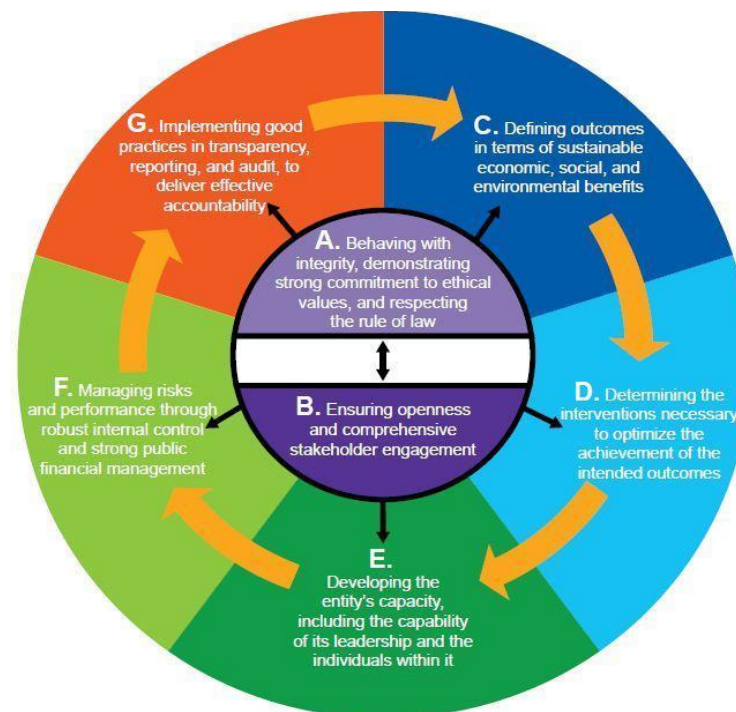 G. Implementing good
practices in transparency,
reporting, and audit, to
deliver effective
accountability
C. Defining outcomes
in terms of sustainable
economic, social, and
environmental benefits
A. Behaving with
integrity, demonstrating
strong commitment to ethical
values, and respecting
the rule of law
B. Ensuring openness
and comprehensive
stakeholder engagement
D. Determining the
interventions necessary
to optimize the
achievement of the
intended outcomes
E.
Developing the
entity's capacity,
including the capability
of its leadership and the
individuals within it
F. Managing risks
and performance through
robust internal control
and strong public
financial management